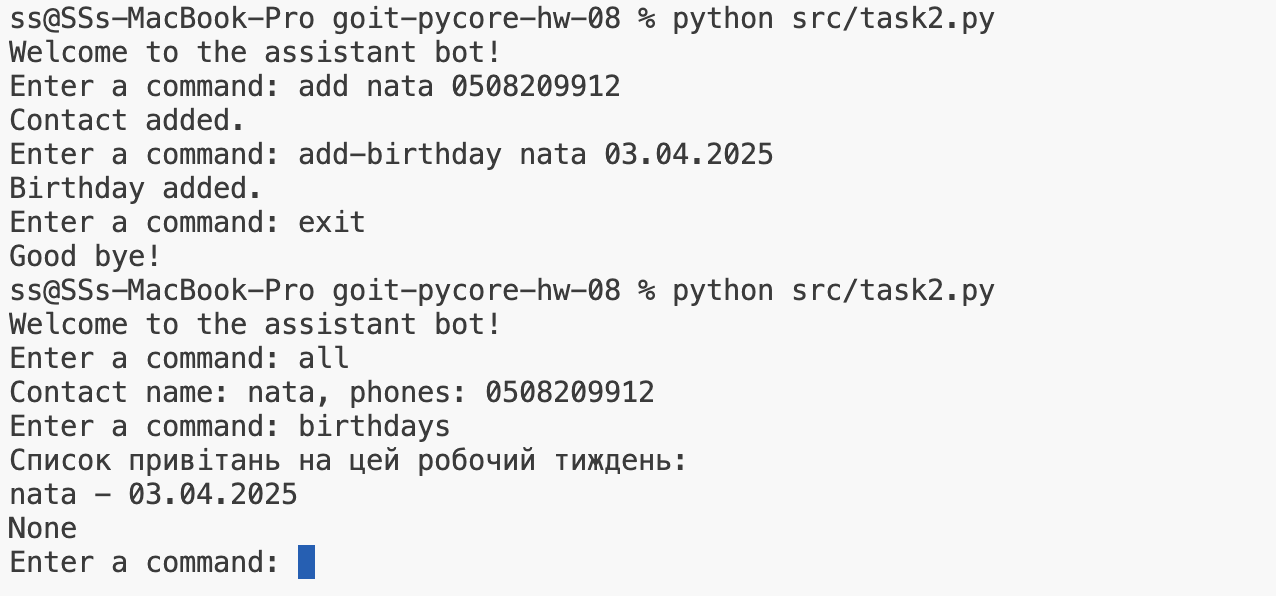 ss@SSs-MacBook-Pro goit-pycore-hw-08 % python src/task2.py
Welcome to the assistant bot!
Enter a command: add nata 0508209912
Contact added.
Enter a command: add-birthday nata 03.04.2025
Birthday added.
Enter a command: exit
Good bye!
ss@SSs-MacBook-Pro goit-pycore-hw-08 % python src/task2.py
Welcome to the assistant bot!
Enter a command: all
Contact name: nata, phones: 0508209912
Enter a command: birthdays
Список привітань на цей робочий тиждень:
nata - 03.04.2025
None
Enter a command: